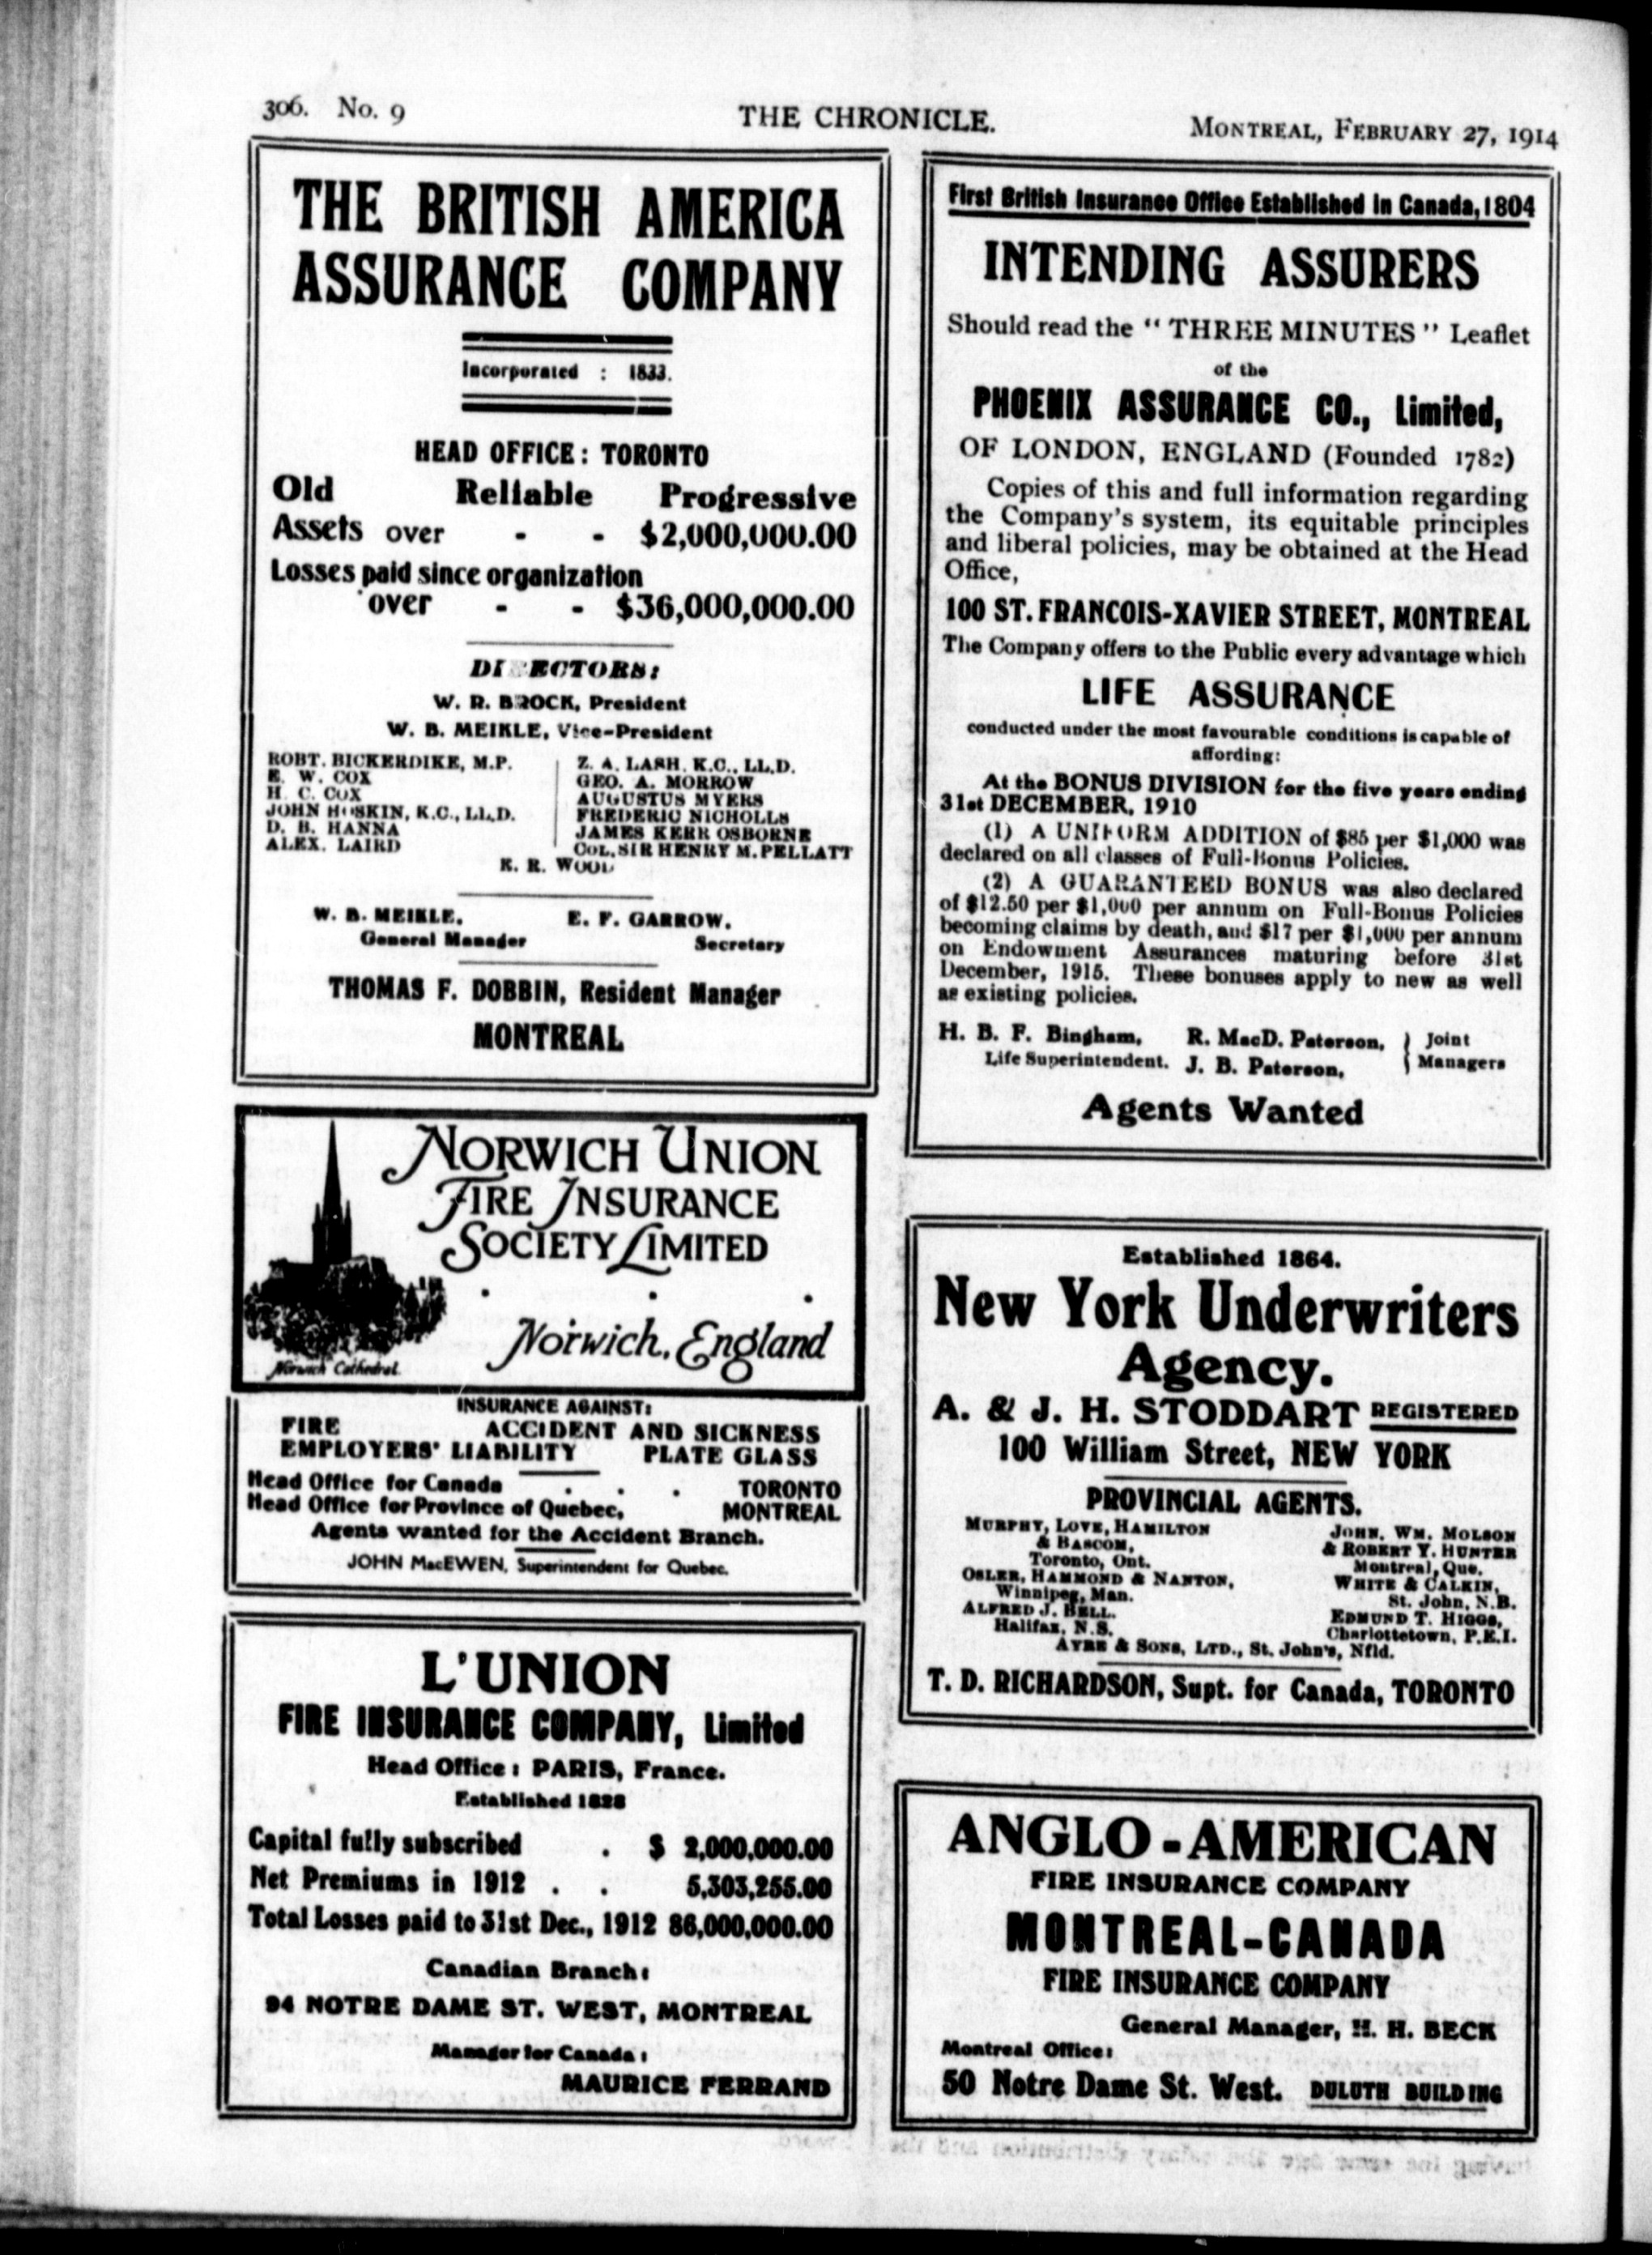 306. No. 9
THE CHRONICLE.
MONTREAL, FEBRUARY 27, 1914
THE BRITISH AMERICA
ASSURANCE COMPANY
Incorporated : 1833.
HEAD OFFICE: TORONTO
Old Reliable Progressive
Assets over - - $2,000,000.00
Losses paid since organization
over - - $36,000,000.00
DIRECTORS:
W. R. BROCK, President
W. B. MEIKLE, Vice-President
ROBT. BICKERDIKE, M.P.
E. W. COX
H. C. COX
JOHN HOSKIN, K.C., LL.D.
D. B. HANNA
ALEX. LAIRD
Z. A. LASH, K.C., LL.D.
GEO. A. MORROW
AUGUSTUS MYERS
FREDERIC NICHOLLS
JAMES KERR OSBORNE
COL. SIR HENRY M. PELLATT
E. R. WOOD
W. B. MEIKLE, E. F. GARROW,
General Manager Secretary
THOMAS F. DOBBIN, Resident Manager
MONTREAL
NORWICH UNION
FIRE INSURANCE
SOCIETY LIMITED
Norwich, England
Norwich Cathedral
INSURANCE AGAINST:
FIRE ACCIDENT AND SICKNESS
EMPLOYERS' LIABILITY PLATE GLASS
Head Office for Canada . . . TORONTO
Head Office for Province of Quebec, MONTREAL
Agents wanted for the Accident Branch.
JOHN MacEWEN, Superintendent for Quebec.
L'UNION
FIRE INSURANCE COMPANY, Limited
Head Office: PARIS, France.
Established 1828
Capital fully subscribed . $ 2,000,000.00
Net Premiums in 1912 . . 5,303,255.00
Total Losses paid to 31st Dec., 1912 86,000,000.00
Canadian Branch:
94 NOTRE DAME ST. WEST, MONTREAL
Manager for Canada:
MAURICE FERRAND
First British Insurance Office Established in Canada, 1804
INTENDING ASSURERS
Should read the "THREE MINUTES" Leaflet
of the
PHOENIX ASSURANCE CO., Limited,
OF LONDON, ENGLAND (Founded 1782)
Copies of this and full information regarding
the Company's system, its equitable principles
and liberal policies, may be obtained at the Head
Office,
100 ST. FRANCOIS-XAVIER STREET, MONTREAL
The Company offers to the Public every advantage which
LIFE ASSURANCE
conducted under the most favourable conditions is capable of
affording:
At the BONUS DIVISION for the five years ending
31st DECEMBER, 1910
(1) A UNIFORM ADDITION of $85 per $1,000 was
declared on all classes of Full-Bonus Policies.
(2) A GUARANTEED BONUS was also declared
of $12.50 per $1,000 per annum on Full-Bonus Policies
becoming claims by death, and $17 per $1,000 per annum
on Endowment Assurances maturing before 31st
December, 1915. These bonuses apply to new as well
as existing policies.
H. B. F. Bingham, R. MacD. Paterson, } Joint
Life Superintendent. J. B. Paterson, } Managers
Agents Wanted
Established 1864.
New York Underwriters
Agency.
A. & J. H. STODDART REGISTERED
100 William Street, NEW YORK
PROVINCIAL AGENTS.
MURPHY, LOVE, HAMILTON
& BASCOM,
Toronto, Ont.
OSLER, HAMMOND & NANTON,
Winnipeg, Man.
ALFRED J. BELL.
Halifax, N.S.
JOHN, WM. MOLSON
& ROBERT Y. HUNTER
Montreal, Que.
WHITE & CALKIN,
St. John, N.B.
EDMUND T. HIGGS,
Charlottetown, P.E.I.
AYRE & SONS, LTD., St. John's, Nfld.
T. D. RICHARDSON, Supt. for Canada, TORONTO
ANGLO-AMERICAN
FIRE INSURANCE COMPANY
MONTREAL-CANADA
FIRE INSURANCE COMPANY
General Manager, H. H. BECK
Montreal Office:
50 Notre Dame St. West. DULUTH BUILDING